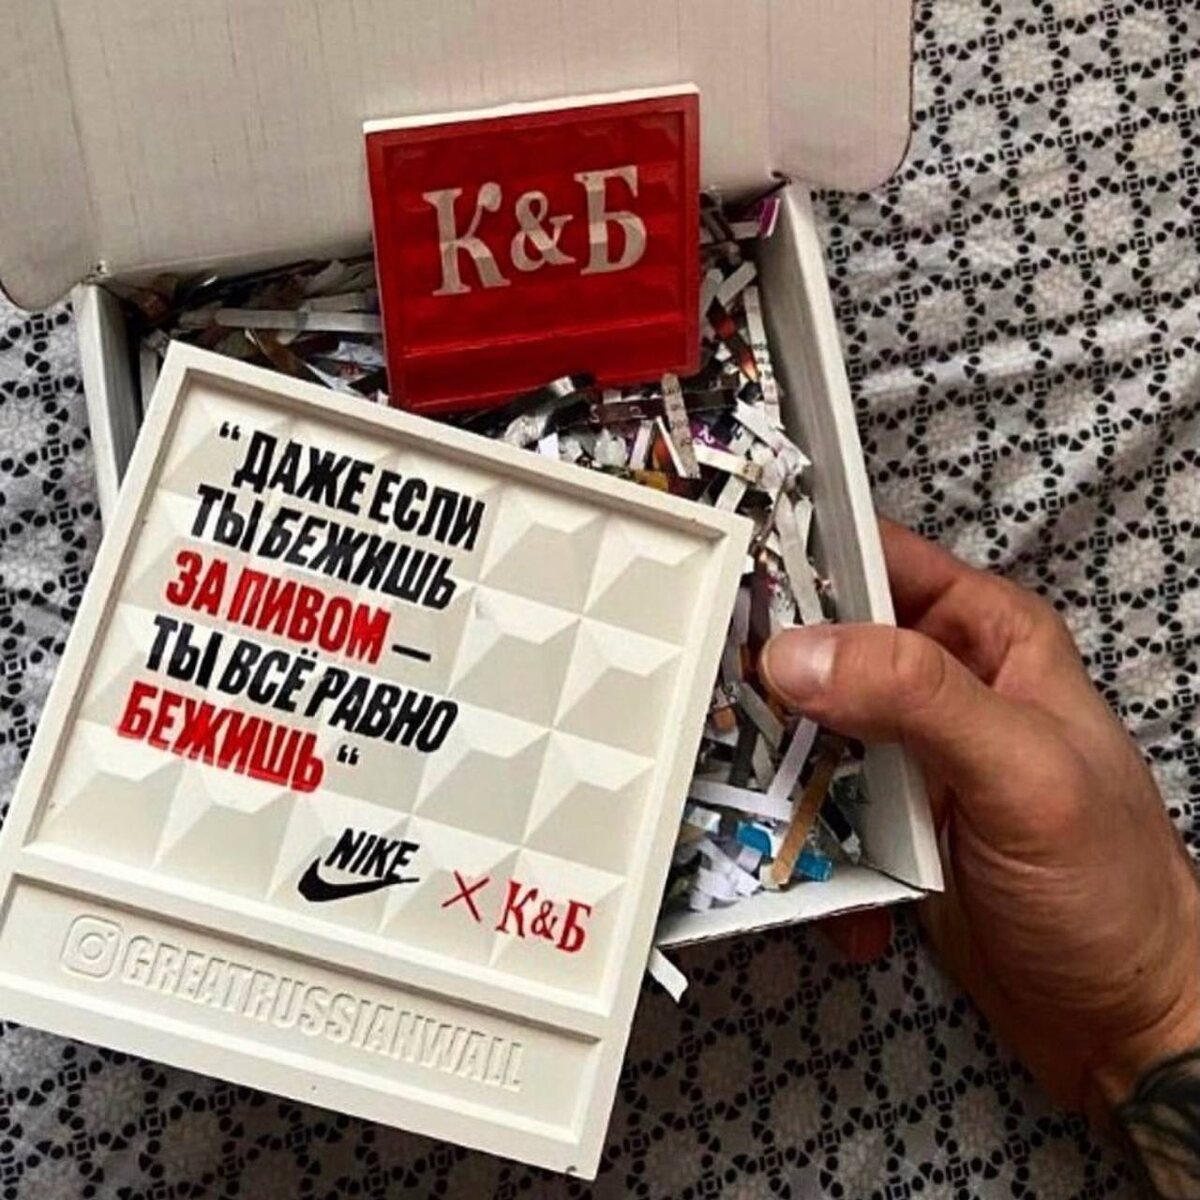 К&Б
“ДАЖЕ ЕСЛИ
ТЫ БЕЖИШЬ
ЗА ПИВОМ —
ТЫ ВСЁ РАВНО
БЕЖИШЬ“
NIKE × К&Б
@GREATRUSSIANWALL